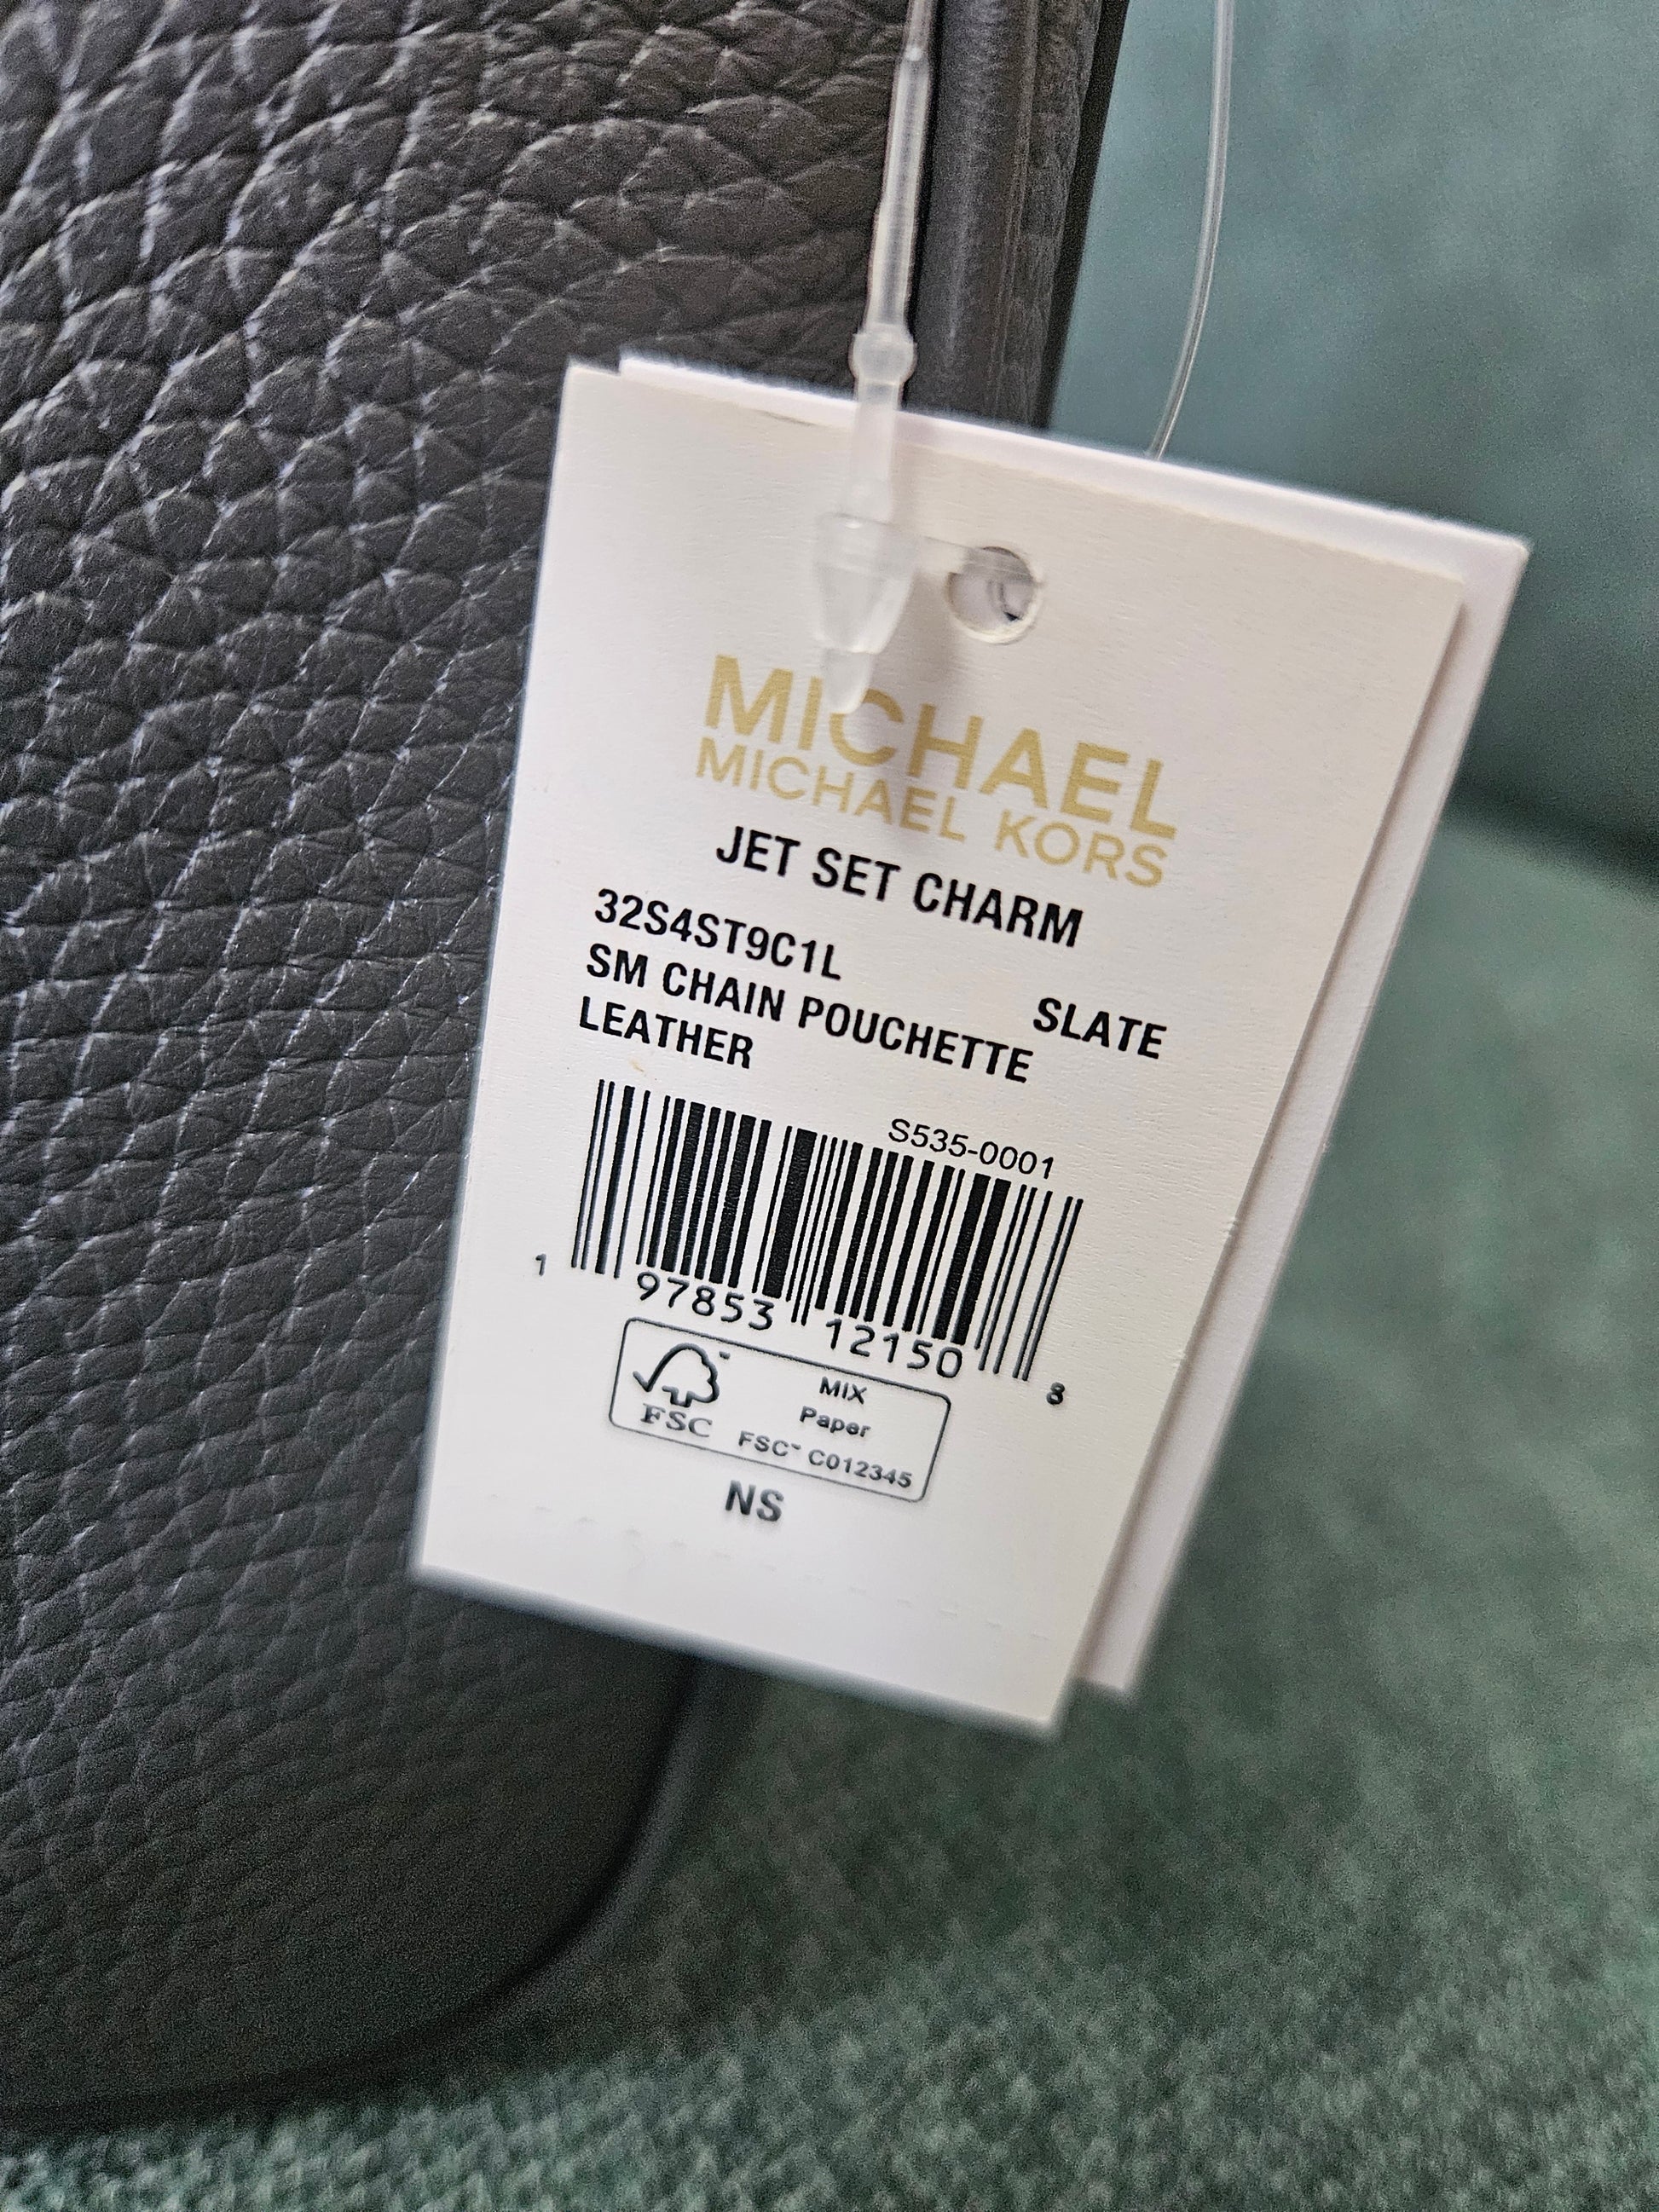 MICHAEL
MICHAEL KORS
JET SET CHARM
32S4ST9C1L
SLATE
SM CHAIN POUCHETTE
LEATHER
S535-0001
1 97853 12150 8
FSC
MIX
Paper
FSC™ C012345
NS